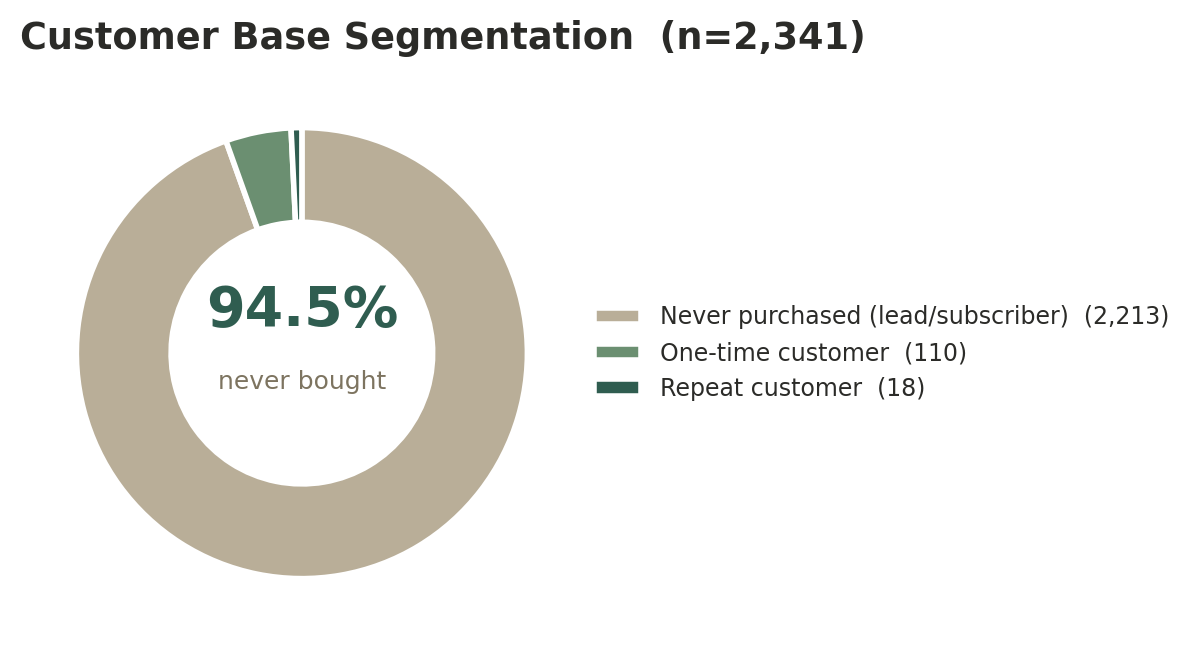 Customer Base Segmentation  (n=2,341)
94.5%
never bought
Never purchased (lead/subscriber)  (2,213)
One-time customer  (110)
Repeat customer  (18)